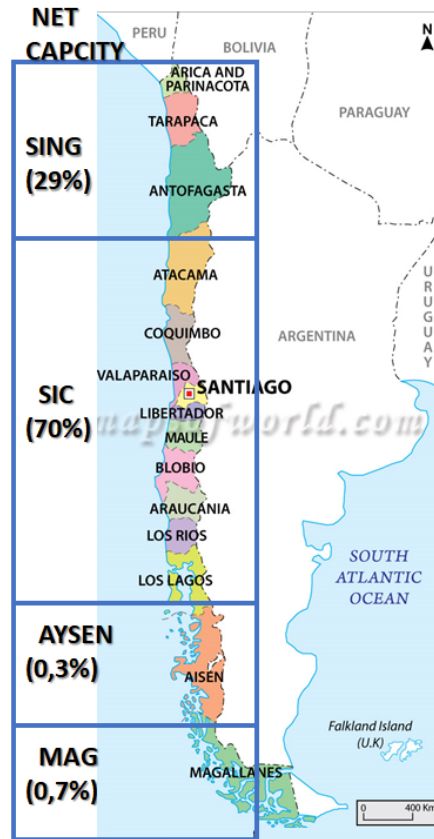 NET
CAPCITY
PERU
BOLIVIA
N
ARICA AND
PARINACOTA
TARAPACA
PARAGUAY
SING
(29%)
ANTOFAGASTA
ATACAMA
URUGUAY
COQUIMBO
ARGENTINA
VALAPARAISO
SANTIAGO
SIC
(70%)
LIBERTADOR
mapsofworld.com
MAULE
BLOBIO
ARAUCANIA
LOS RIOS
LOS LAGOS
SOUTH
ATLANTIC
OCEAN
AYSEN
(0,3%)
AISEN
Falkland Island
(U.K)
MAG
(0,7%)
MAGALLANES
0 400 Km